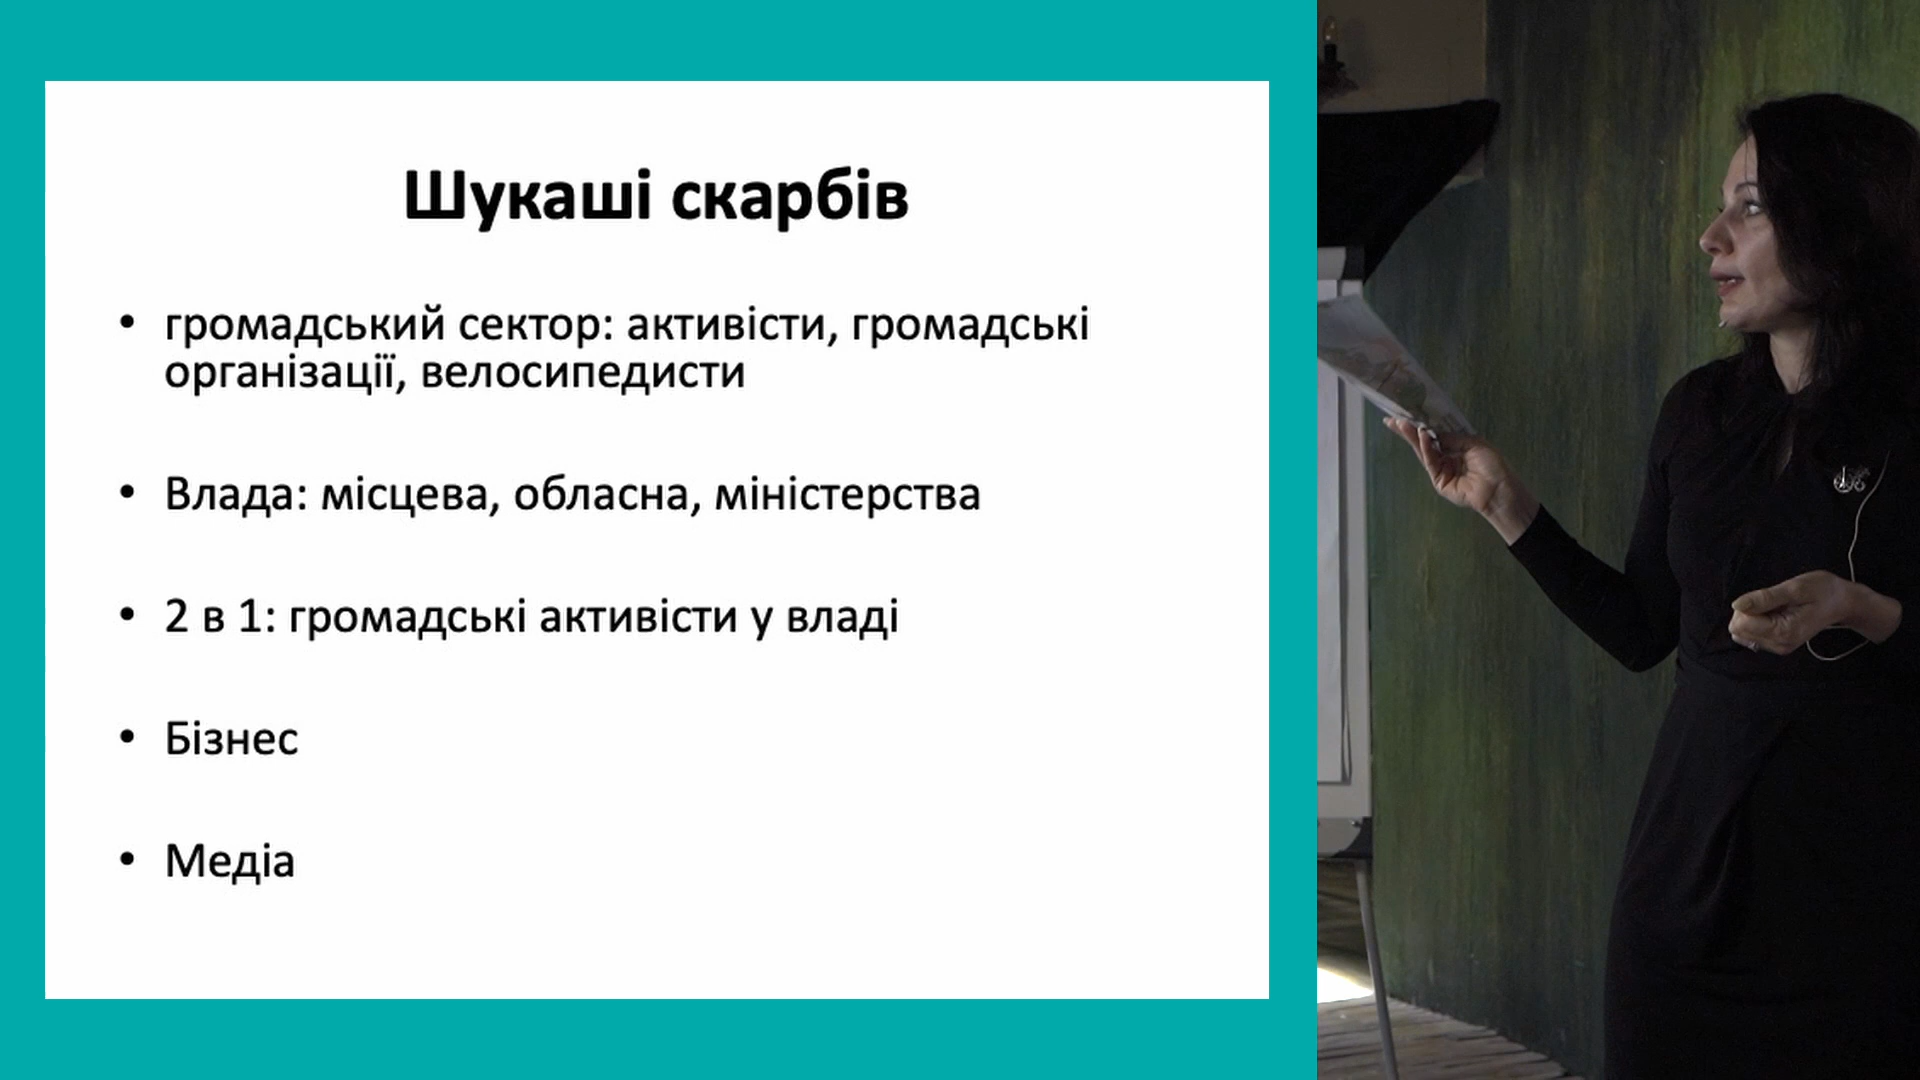 Шукаші скарбів
• громадський сектор: активісти, громадські
організації, велосипедисти
• Влада: місцева, обласна, міністерства
• 2 в 1: громадські активісти у владі
• Бізнес
• Медіа